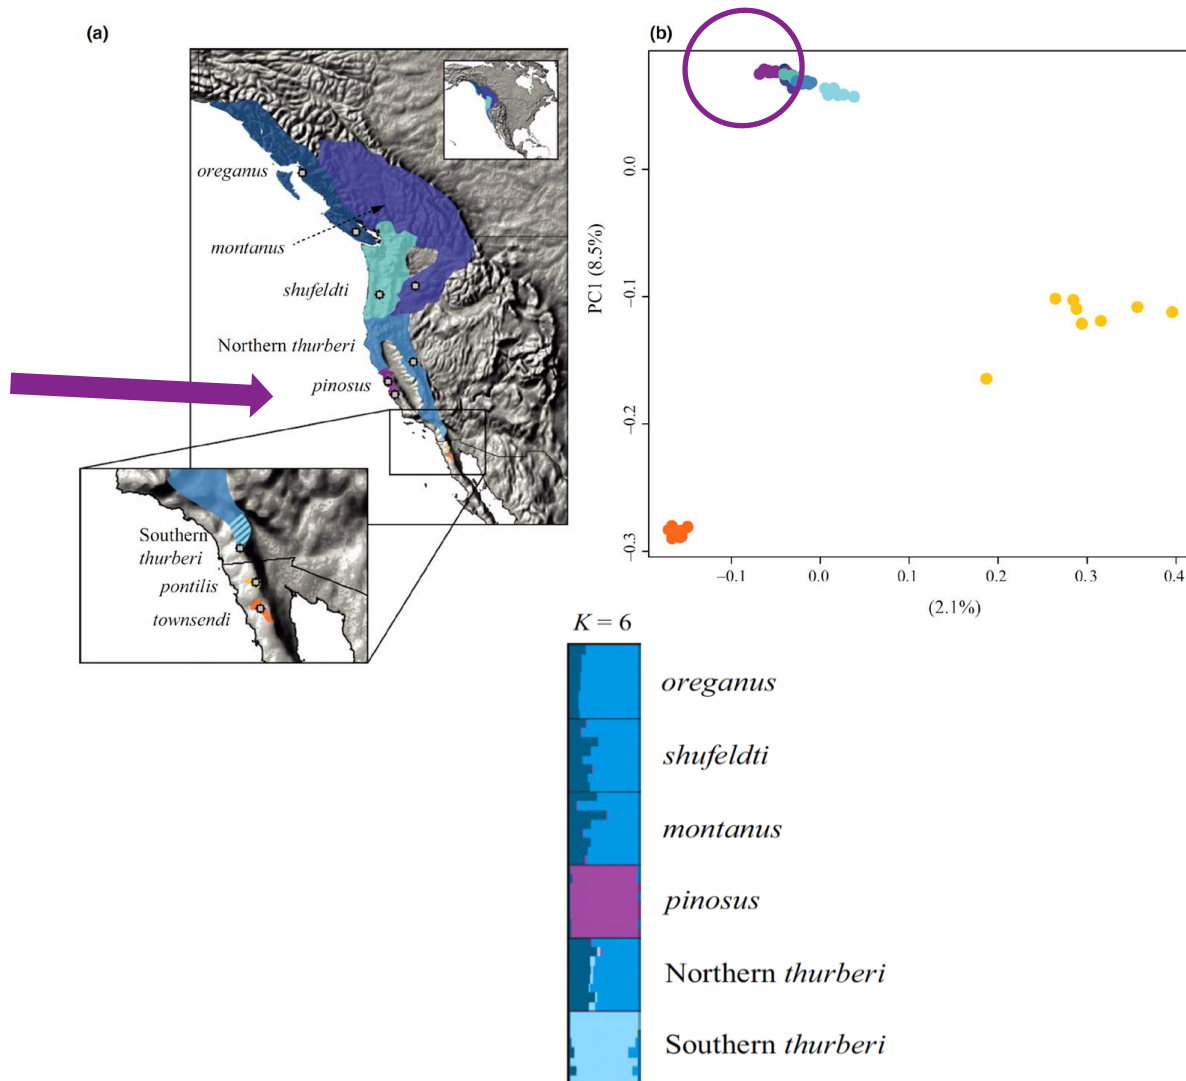 (a)
oreganus
montanus
shufeldti
Northern thurberi
pinosus
Southern
thurberi
pontilis
townsendi
(b)
PC1 (8.5%)
0.0
−0.1
−0.2
−0.3
−0.1
0.0
0.1
0.2
0.3
0.4
(2.1%)
K = 6
oreganus
shufeldti
montanus
pinosus
Northern thurberi
Southern thurberi